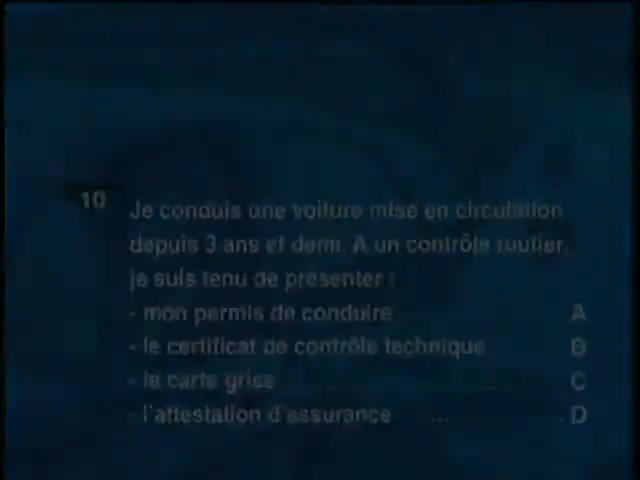 10
Je conduis une voiture mise en circulation
depuis 3 ans et demi. A un contrôle routier,
je suis tenu de présenter :
- mon permis de conduire A
- le certificat de contrôle technique B
- la carte grise C
- l'attestation d'assurance D